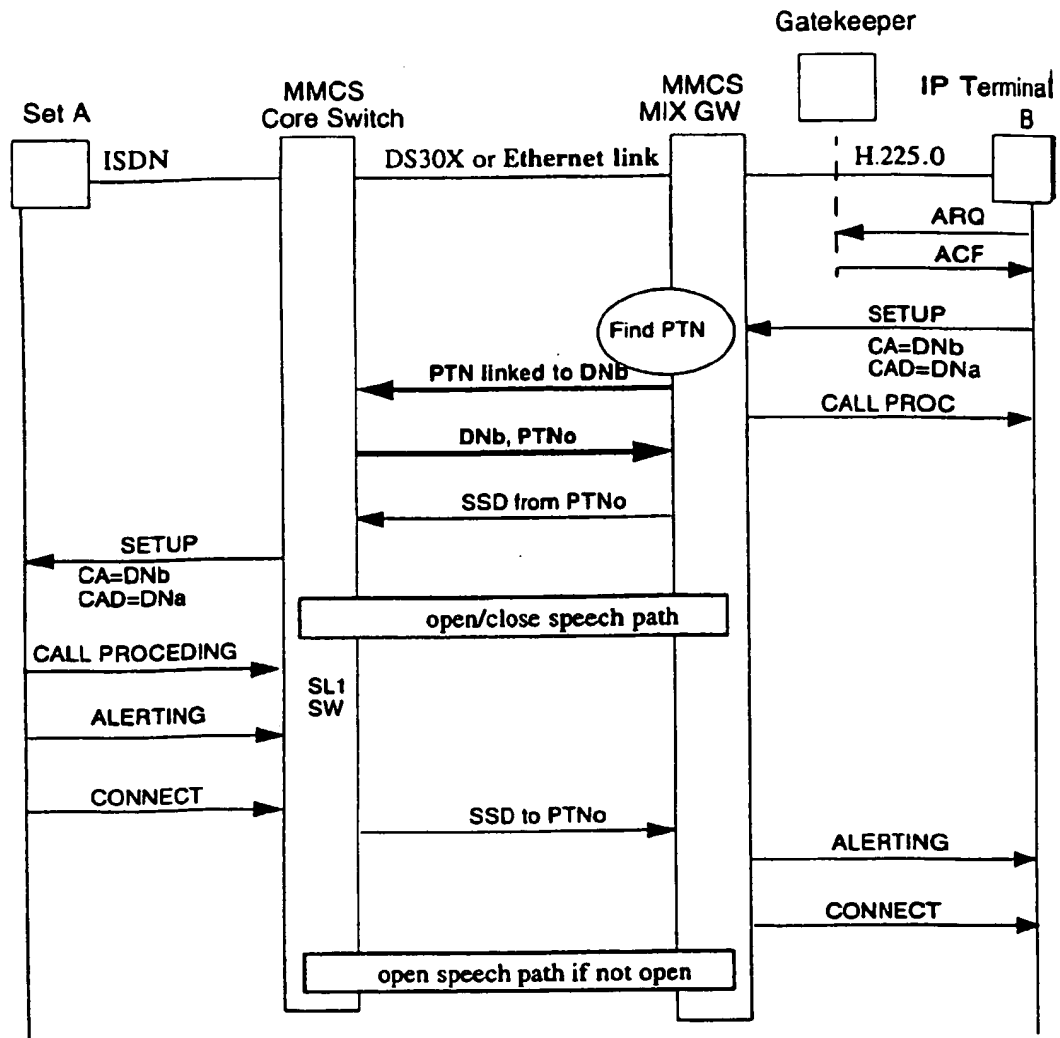 Gatekeeper
Set A
MMCS
Core Switch
MMCS
MIX GW
IP Terminal
B
ISDN
DS30X or Ethernet link
H.225.0
ARQ
ACF
Find PTN
SETUP
CA=DNb
CAD=DNa
PTN linked to DNb
CALL PROC
DNb, PTNo
SSD from PTNo
SETUP
CA=DNb
CAD=DNa
open/close speech path
CALL PROCEDING
SL1
SW
ALERTING
CONNECT
SSD to PTNo
ALERTING
CONNECT
open speech path if not open